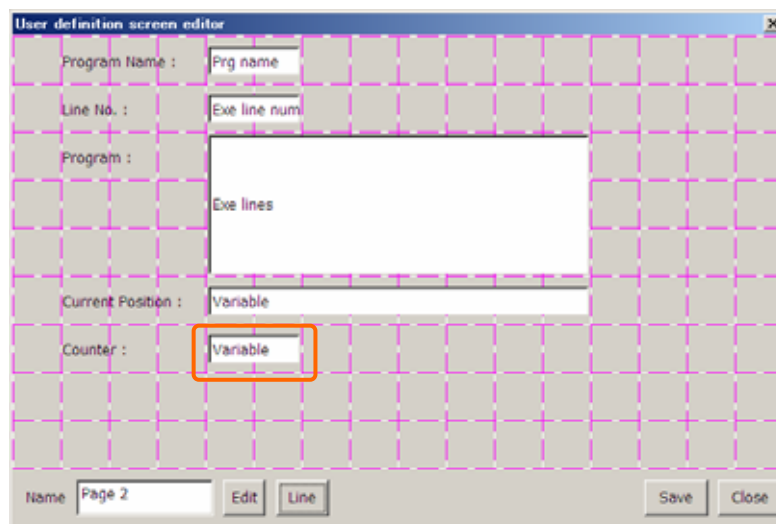 User definition screen editor
Program Name : Prg name
Line No. : Exe line num
Program :
Exe lines
Current Position : Variable
Counter : Variable
Name Page 2 Edit Line Save Close